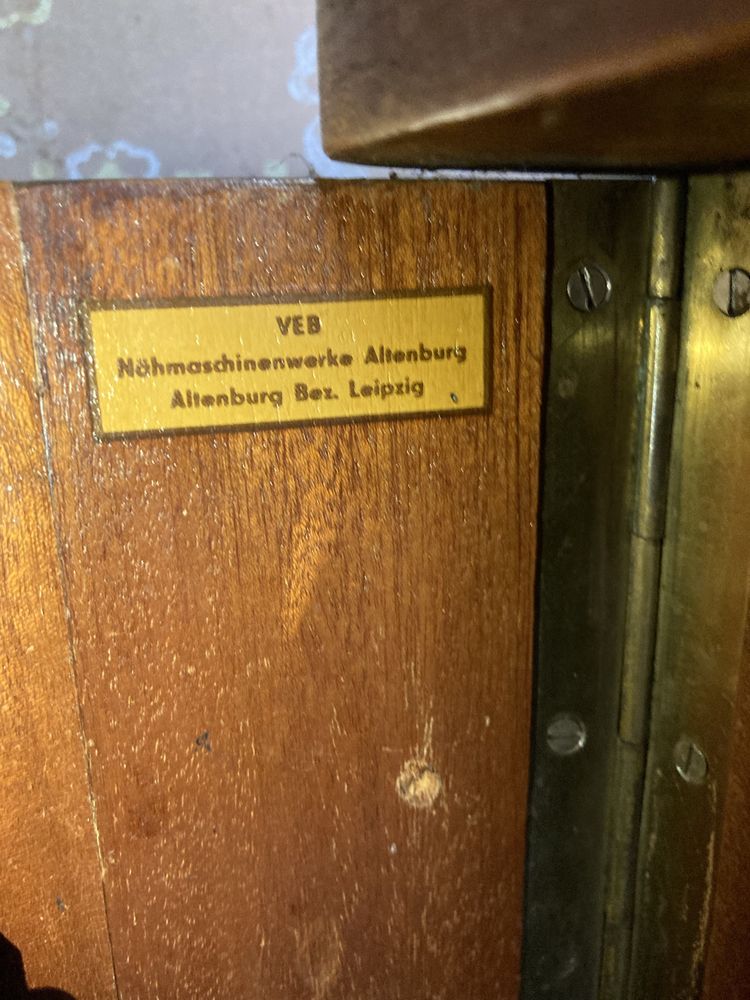 VEB
Nähmaschinenwerke Altenburg
Altenburg Bez. Leipzig